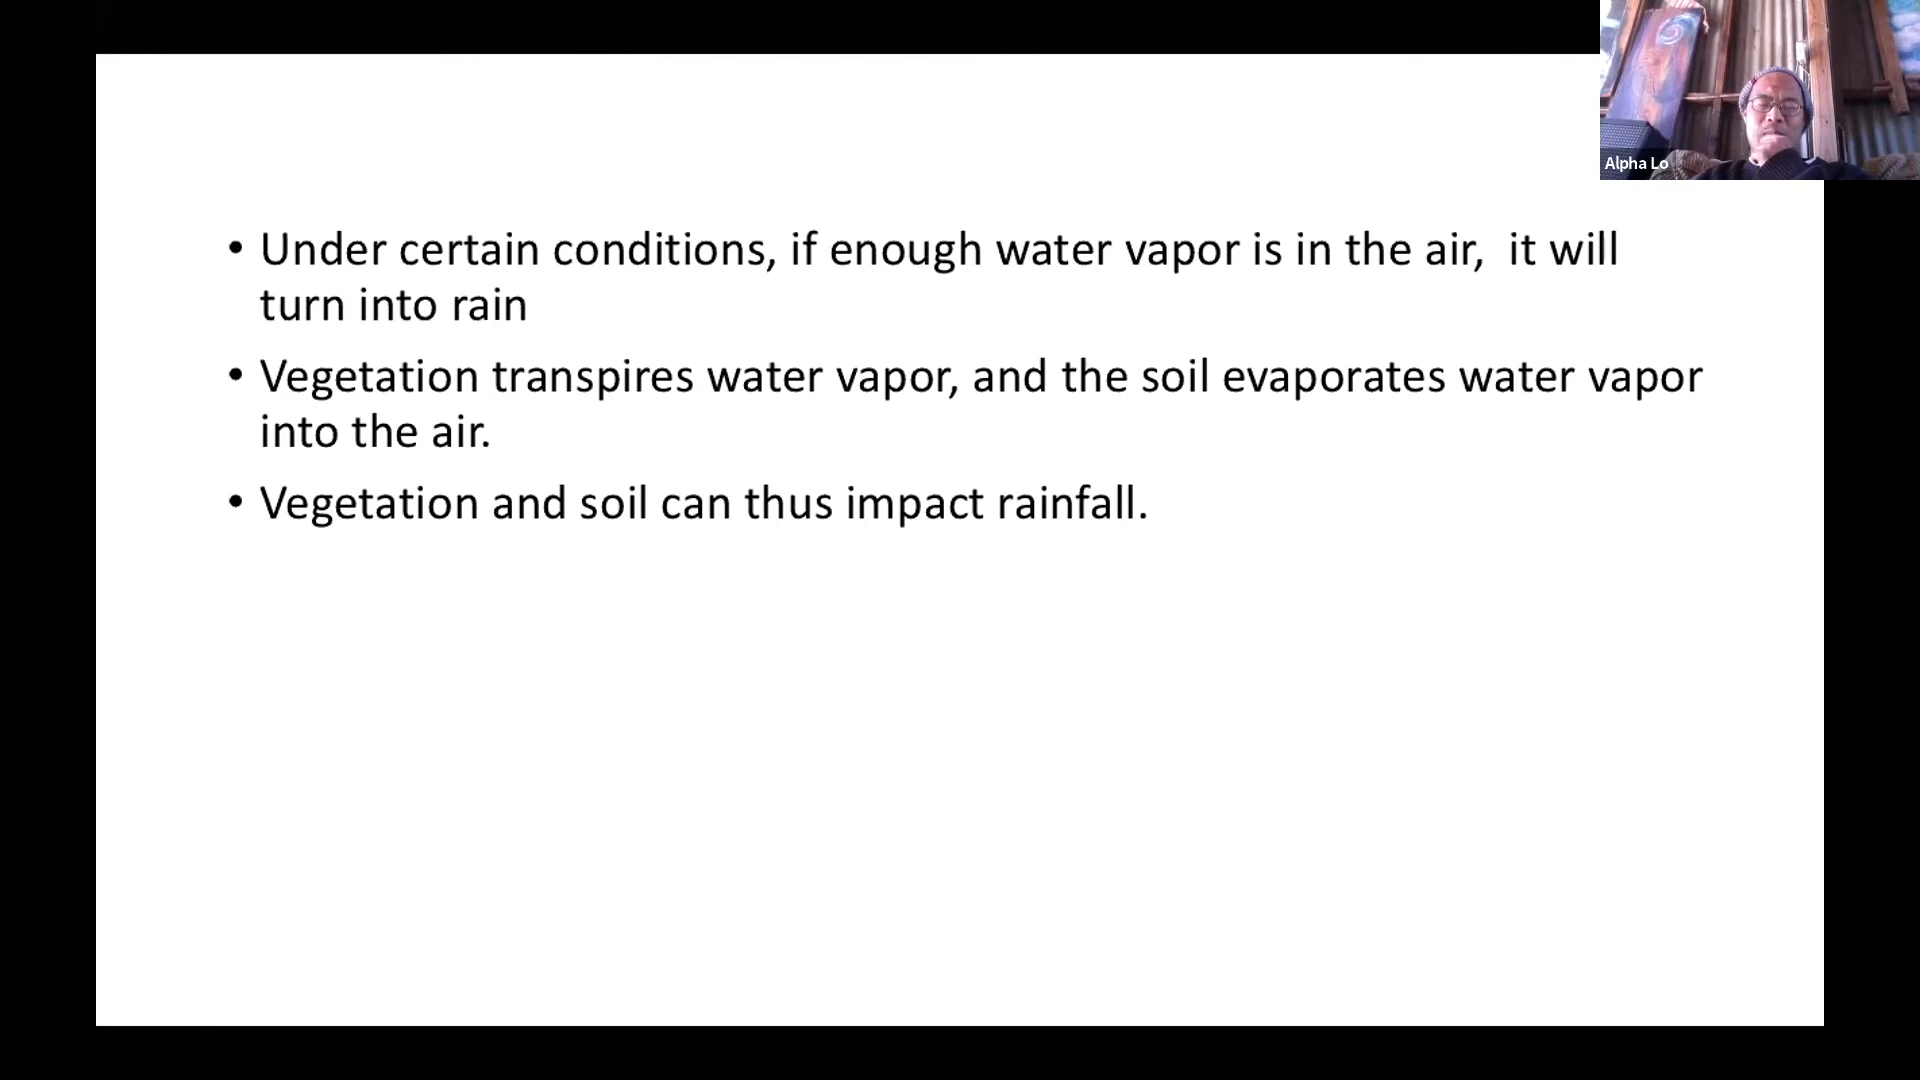 Alpha Lo
• Under certain conditions, if enough water vapor is in the air,  it will
turn into rain
• Vegetation transpires water vapor, and the soil evaporates water vapor
into the air.
• Vegetation and soil can thus impact rainfall.